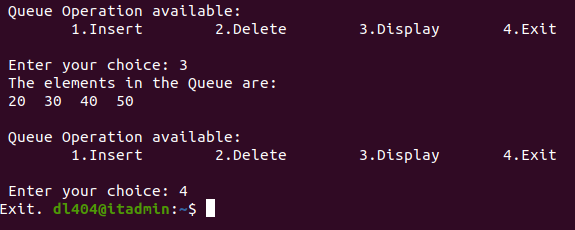 Queue Operation available:
1.Insert 2.Delete 3.Display 4.Exit
Enter your choice: 3
The elements in the Queue are:
20 30 40 50
Queue Operation available:
1.Insert 2.Delete 3.Display 4.Exit
Enter your choice: 4
Exit. dl404@itadmin:~$